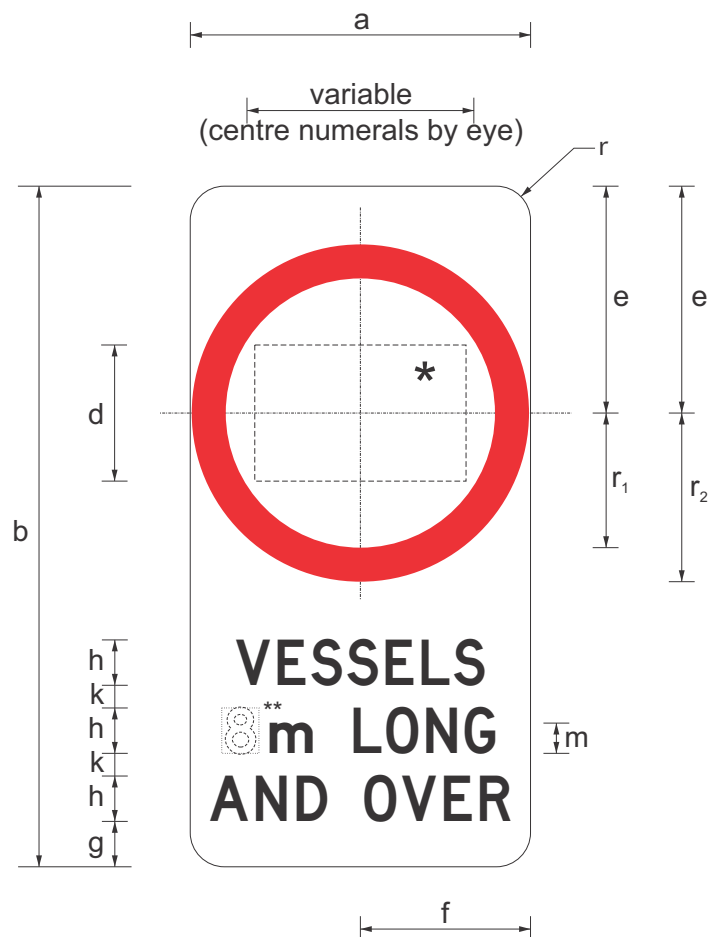 a
variable
(centre numerals by eye)
r
e
e
*
d
b
r₁
r₂
h
VESSELS
k
h
8**m LONG
m
k
h
AND OVER
g
f